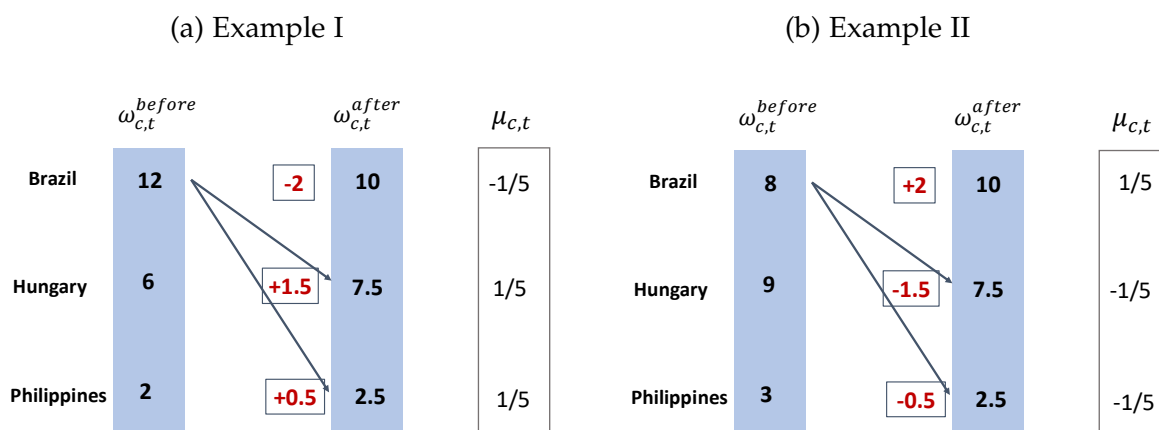 (a) Example I
ω_{c,t}^{before} ω_{c,t}^{after} μ_{c,t}
Brazil 12 -2 10 -1/5
Hungary 6 +1.5 7.5 1/5
Philippines 2 +0.5 2.5 1/5
(b) Example II
ω_{c,t}^{before} ω_{c,t}^{after} μ_{c,t}
Brazil 8 +2 10 1/5
Hungary 9 -1.5 7.5 -1/5
Philippines 3 -0.5 2.5 -1/5